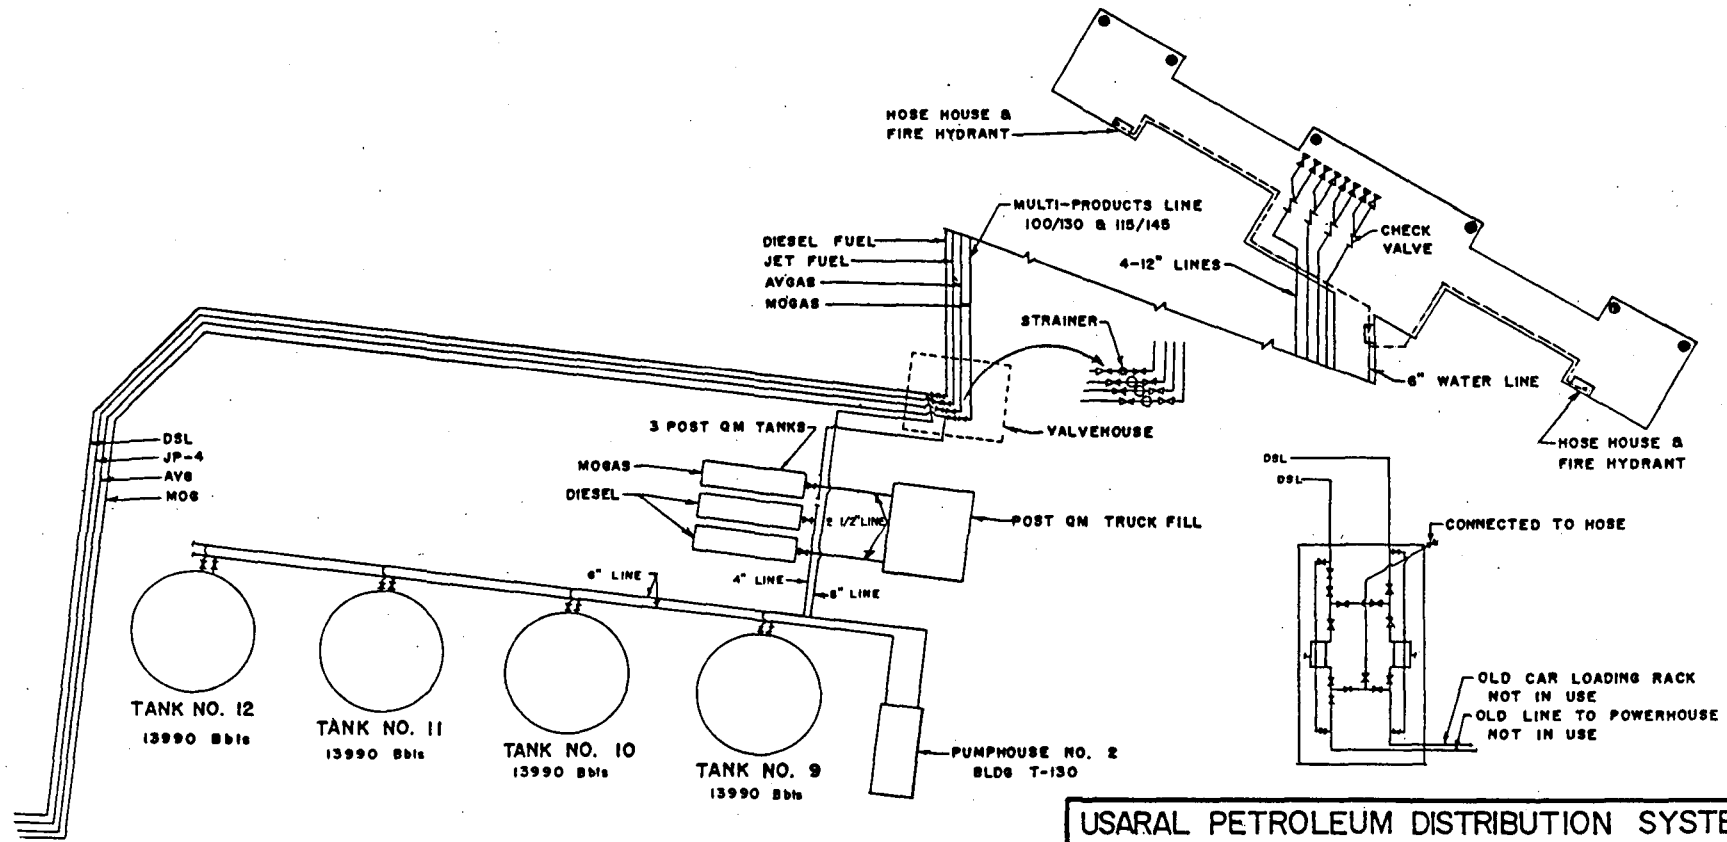 HOSE HOUSE &
FIRE HYDRANT
MULTI-PRODUCTS LINE
100/130 & 115/145
DIESEL FUEL
JET FUEL
AVGAS
MOGAS
CHECK
VALVE
4-12" LINES
STRAINER
6" WATER LINE
VALVEHOUSE
HOSE HOUSE &
FIRE HYDRANT
3 POST QM TANKS
MOGAS
DIESEL
2 1/2" LINE
POST QM TRUCK FILL
DSL
JP-4
AVG
MOG
DSL
DSL
CONNECTED TO HOSE
6" LINE
4" LINE
6" LINE
OLD CAR LOADING RACK
NOT IN USE
OLD LINE TO POWERHOUSE
NOT IN USE
TANK NO. 12
13990 Bbls
TANK NO. 11
13990 Bbls
TANK NO. 10
13990 Bbls
TANK NO. 9
13990 Bbls
PUMPHOUSE NO. 2
BLDG T-130
USARAL PETROLEUM DISTRIBUTION SYSTE